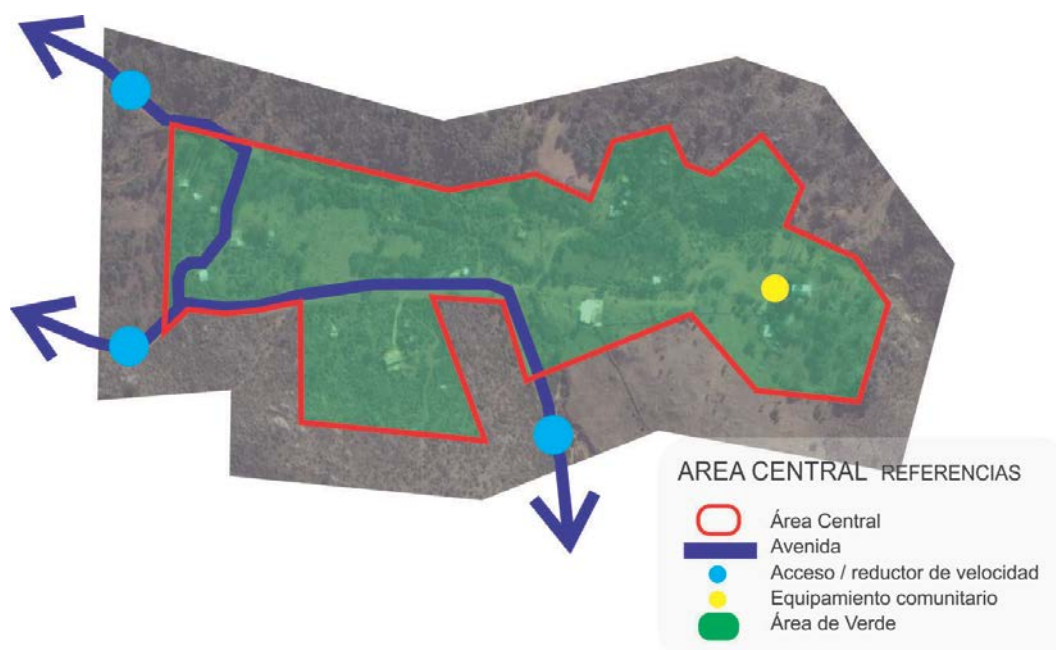 AREA CENTRAL REFERENCIAS
Área Central
Avenida
Acceso / reductor de velocidad
Equipamiento comunitario
Área de Verde